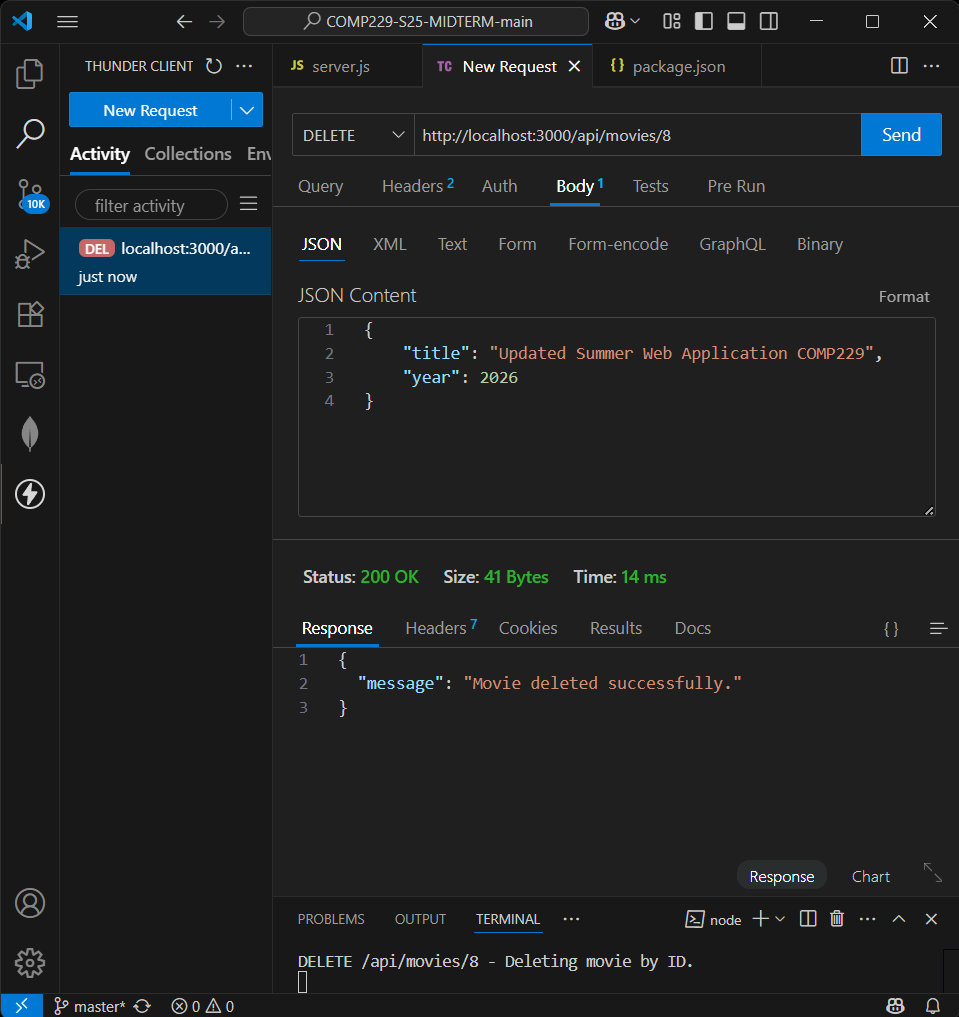 COMP229-S25-MIDTERM-main
THUNDER CLIENT
New Request
Activity Collections Env
filter activity
DEL localhost:3000/a...
just now
10K
JS server.js
TC New Request
{} package.json
DELETE http://localhost:3000/api/movies/8 Send
Query Headers 2 Auth Body 1 Tests Pre Run
JSON XML Text Form Form-encode GraphQL Binary
JSON Content Format
1 {
2 "title": "Updated Summer Web Application COMP229",
3 "year": 2026
4 }
Status: 200 OK Size: 41 Bytes Time: 14 ms
Response Headers 7 Cookies Results Docs { }
1 {
2 "message": "Movie deleted successfully."
3 }
Response Chart
PROBLEMS OUTPUT TERMINAL ... node
DELETE /api/movies/8 - Deleting movie by ID.
master* 0 0